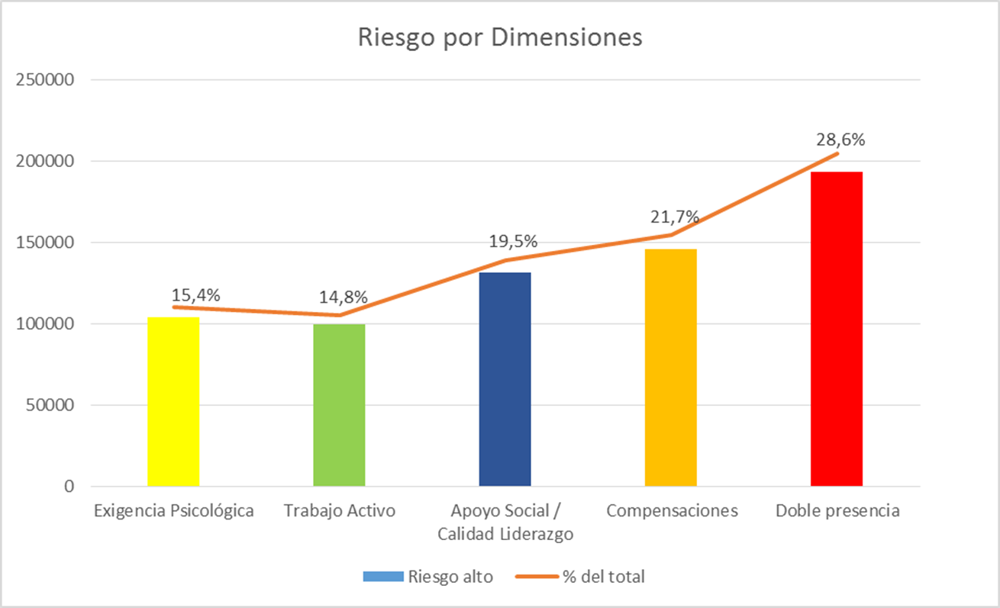 Riesgo por Dimensiones
250000
200000
150000
100000
50000
0
15,4%
14,8%
19,5%
21,7%
28,6%
Exigencia Psicológica
Trabajo Activo
Apoyo Social /
Calidad Liderazgo
Compensaciones
Doble presencia
Riesgo alto
% del total